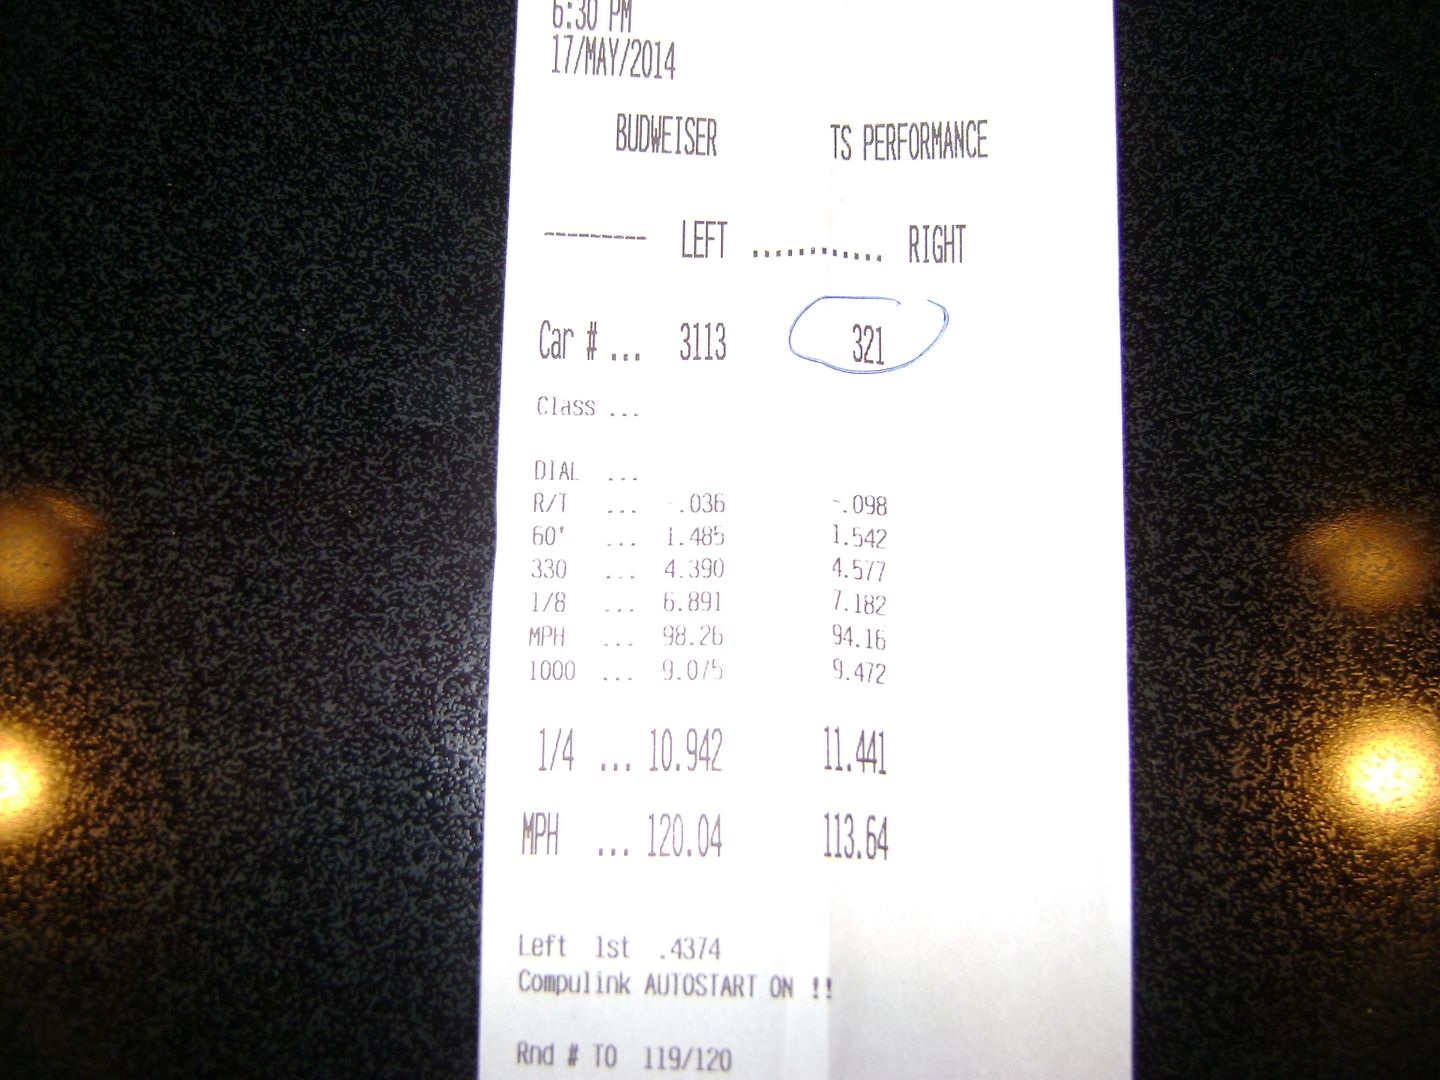 6:30 PM
17/MAY/2014
BUDWEISER TS PERFORMANCE
-------- LEFT ............ RIGHT
Car # ... 3113 321
Class ...
DIAL ...
R/T ... -.036 -.098
60' ... 1.485 1.542
330 ... 4.390 4.577
1/8 ... 6.891 7.182
MPH ... 98.26 94.16
1000 ... 9.075 9.472
1/4 ... 10.942 11.441
MPH ... 120.04 113.64
Left 1st .4374
Compulink AUTOSTART ON !!
Rnd # TO 119/120